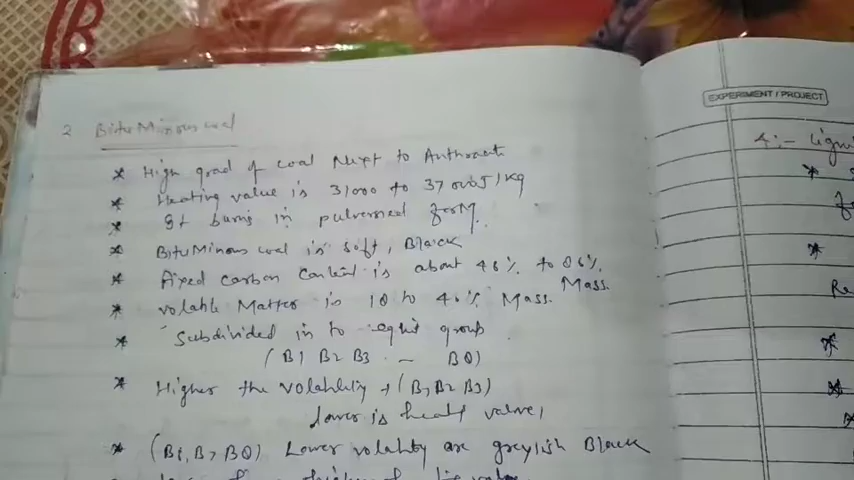 2 BituMinous coal
* High grad of coal Next to Anthracit
* Heating value is 31000 to 37000 J/Kg
* It burns in pulverised form.
* BituMinous coal is soft, Black
* Fixed carbon content is about 46% to 86%.
* volatile Matter is 10 to 40% Mass. Mass.
* Subdivided in to group
(B1 B2 B3 - B8)
* Higher the volatility → (B1 B2 B3)
lower is heat value
* (B6, B7 B8) Lower volatility are greyish Black
EXPERIMENT / PROJECT
4:- Ligni
*
*
Re
*
*